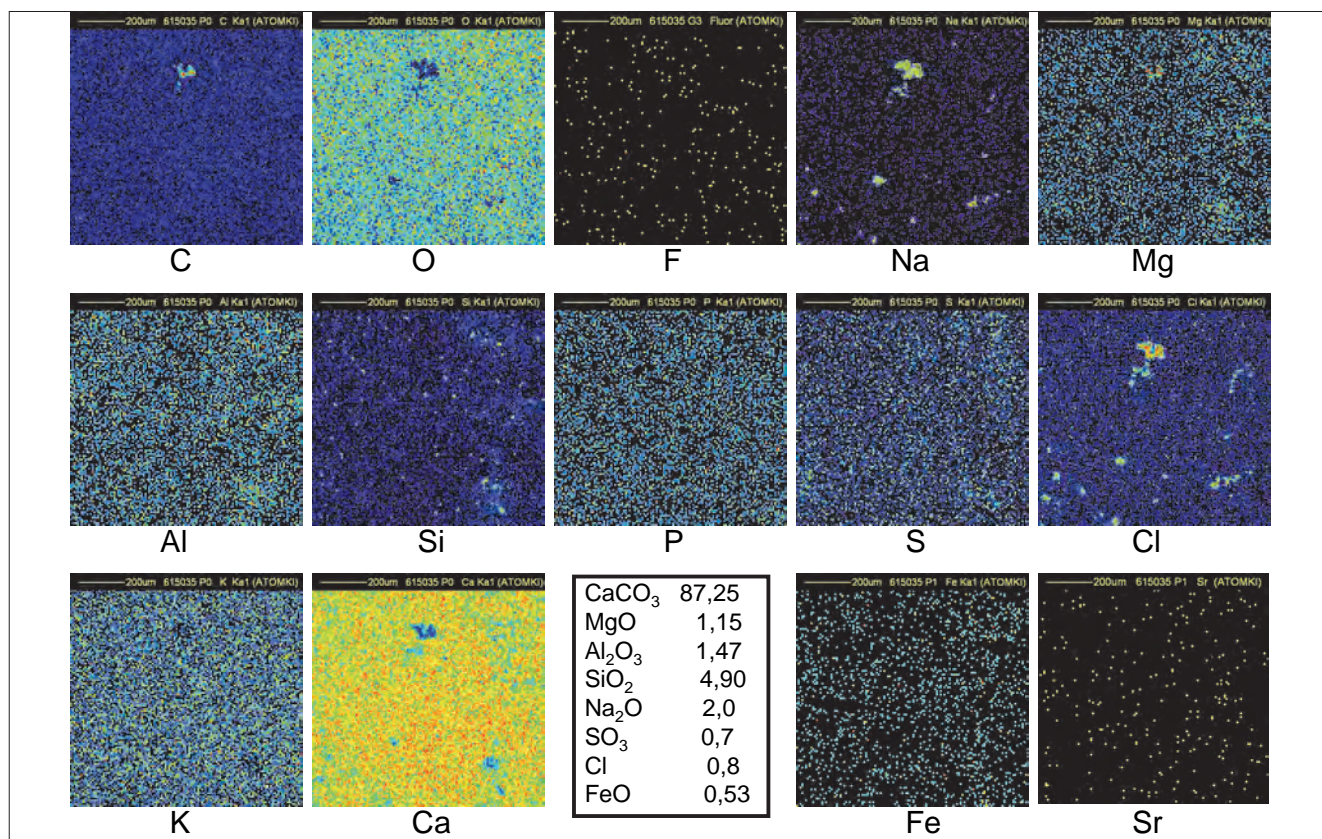 200um 615035 P0 C Ka1 (ATOMKI)
200um 615035 P0 O Ka1 (ATOMKI)
200um 615035 G3 Fluor (ATOMKI)
200um 615035 P0 Na Ka1 (ATOMKI)
200um 615035 P0 Mg Ka1 (ATOMKI)
C
O
F
Na
Mg
200um 615035 P0 Al Ka1 (ATOMKI)
200um 615035 P0 Si Ka1 (ATOMKI)
200um 615035 P0 P Ka1 (ATOMKI)
200um 615035 P0 S Ka1 (ATOMKI)
200um 615035 P0 Cl Ka1 (ATOMKI)
Al
Si
P
S
Cl
200um 615035 P0 K Ka1 (ATOMKI)
200um 615035 P0 Ca Ka1 (ATOMKI)
CaCO₃ 87,25
MgO 1,15
Al₂O₃ 1,47
SiO₂ 4,90
Na₂O 2,0
SO₃ 0,7
Cl 0,8
FeO 0,53
200um 615035 P1 Fe Ka1 (ATOMKI)
200um 615035 P1 Sr (ATOMKI)
K
Ca
Fe
Sr